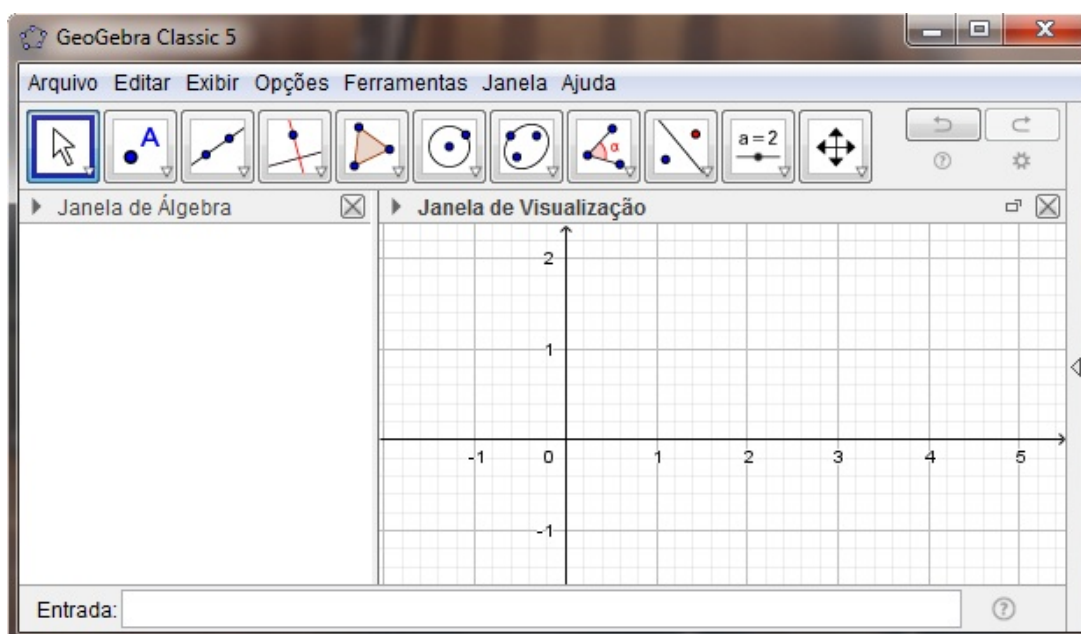 GeoGebra Classic 5
Arquivo Editar Exibir Opções Ferramentas Janela Ajuda
A
α
a=2
Janela de Álgebra
Janela de Visualização
2
1
-1 0 1 2 3 4 5
-1
Entrada: